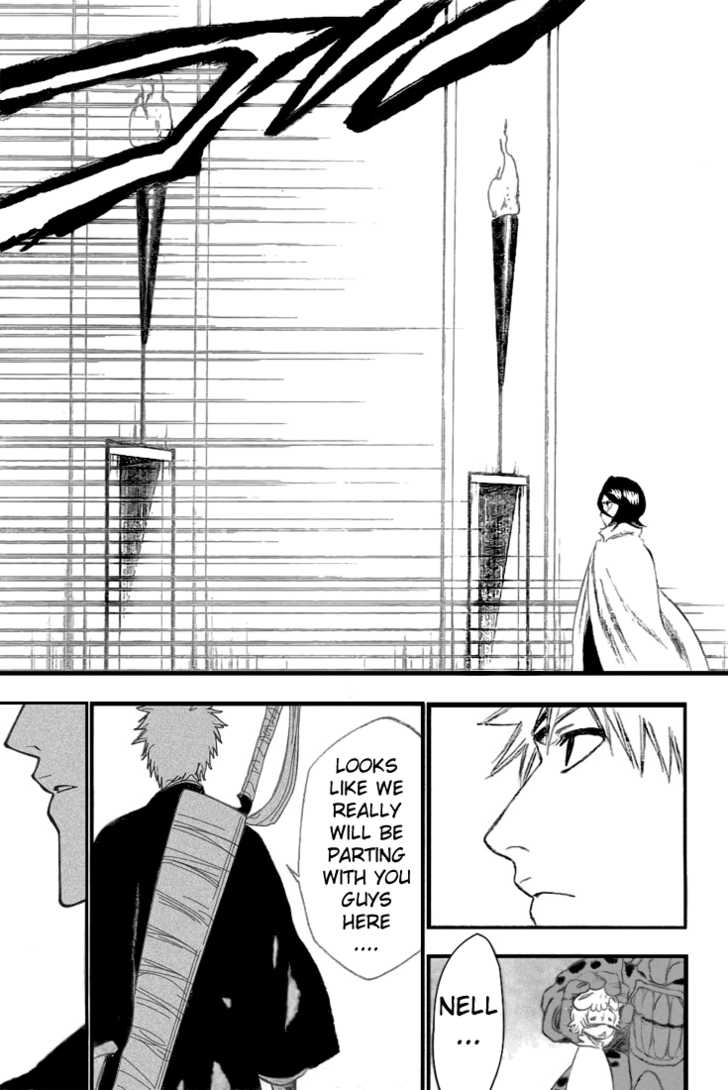 LOOKS
LIKE WE
REALLY
WILL BE
PARTING
WITH YOU
GUYS
HERE
....
NELL
...